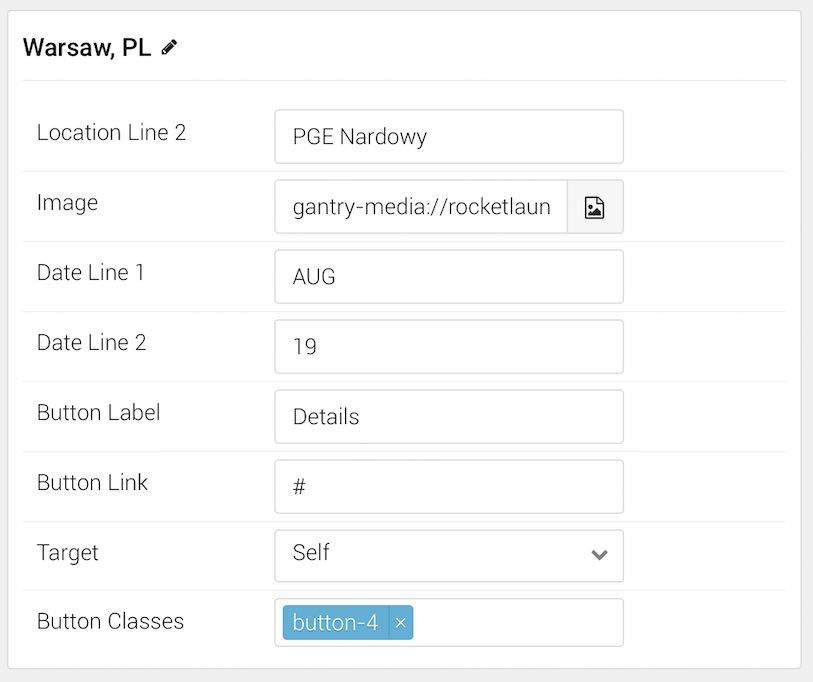 Warsaw, PL
Location Line 2
PGE Nardowy
Image
gantry-media://rocketlaun
Date Line 1
AUG
Date Line 2
19
Button Label
Details
Button Link
#
Target
Self
Button Classes
button-4 ×